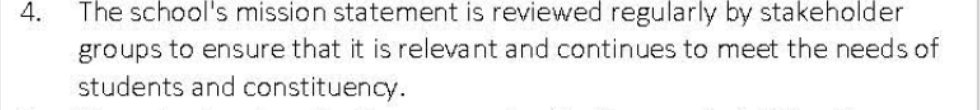 4. The school's mission statement is reviewed regularly by stakeholder
groups to ensure that it is relevant and continues to meet the needs of
students and constituency.